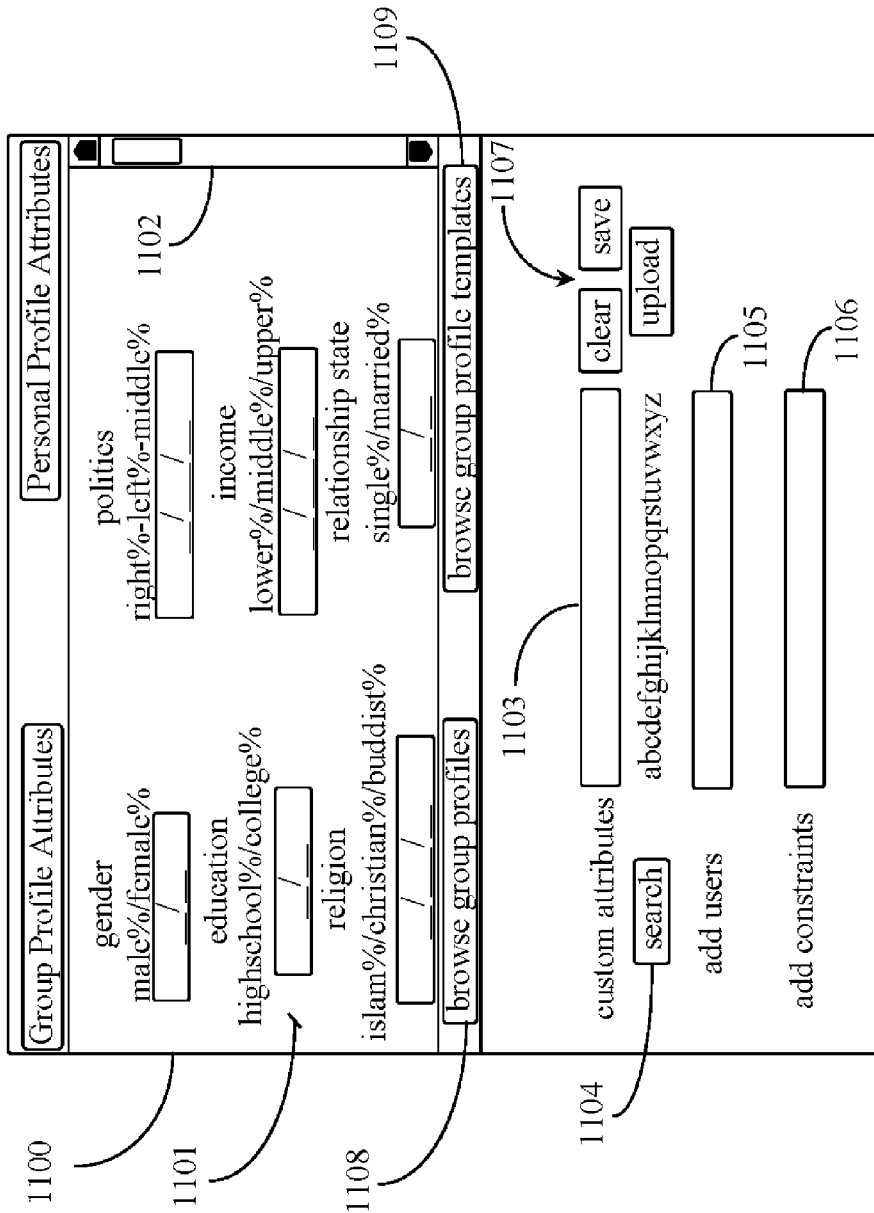 1100
Group Profile Attributes
Personal Profile Attributes
gender
male%/female%
politics
right%-left%-middle%
1102
1101
education
highschool%/college%
income
lower%/middle%/upper%
religion
islam%/christian%/buddist%
relationship state
single%/married%
1108
browse group profiles
browse group profile templates
1109
1103
1107
custom attributes
clear
save
1104
search
abcdefghijklmnopqrstuvwxyz
upload
add users
1105
add constraints
1106